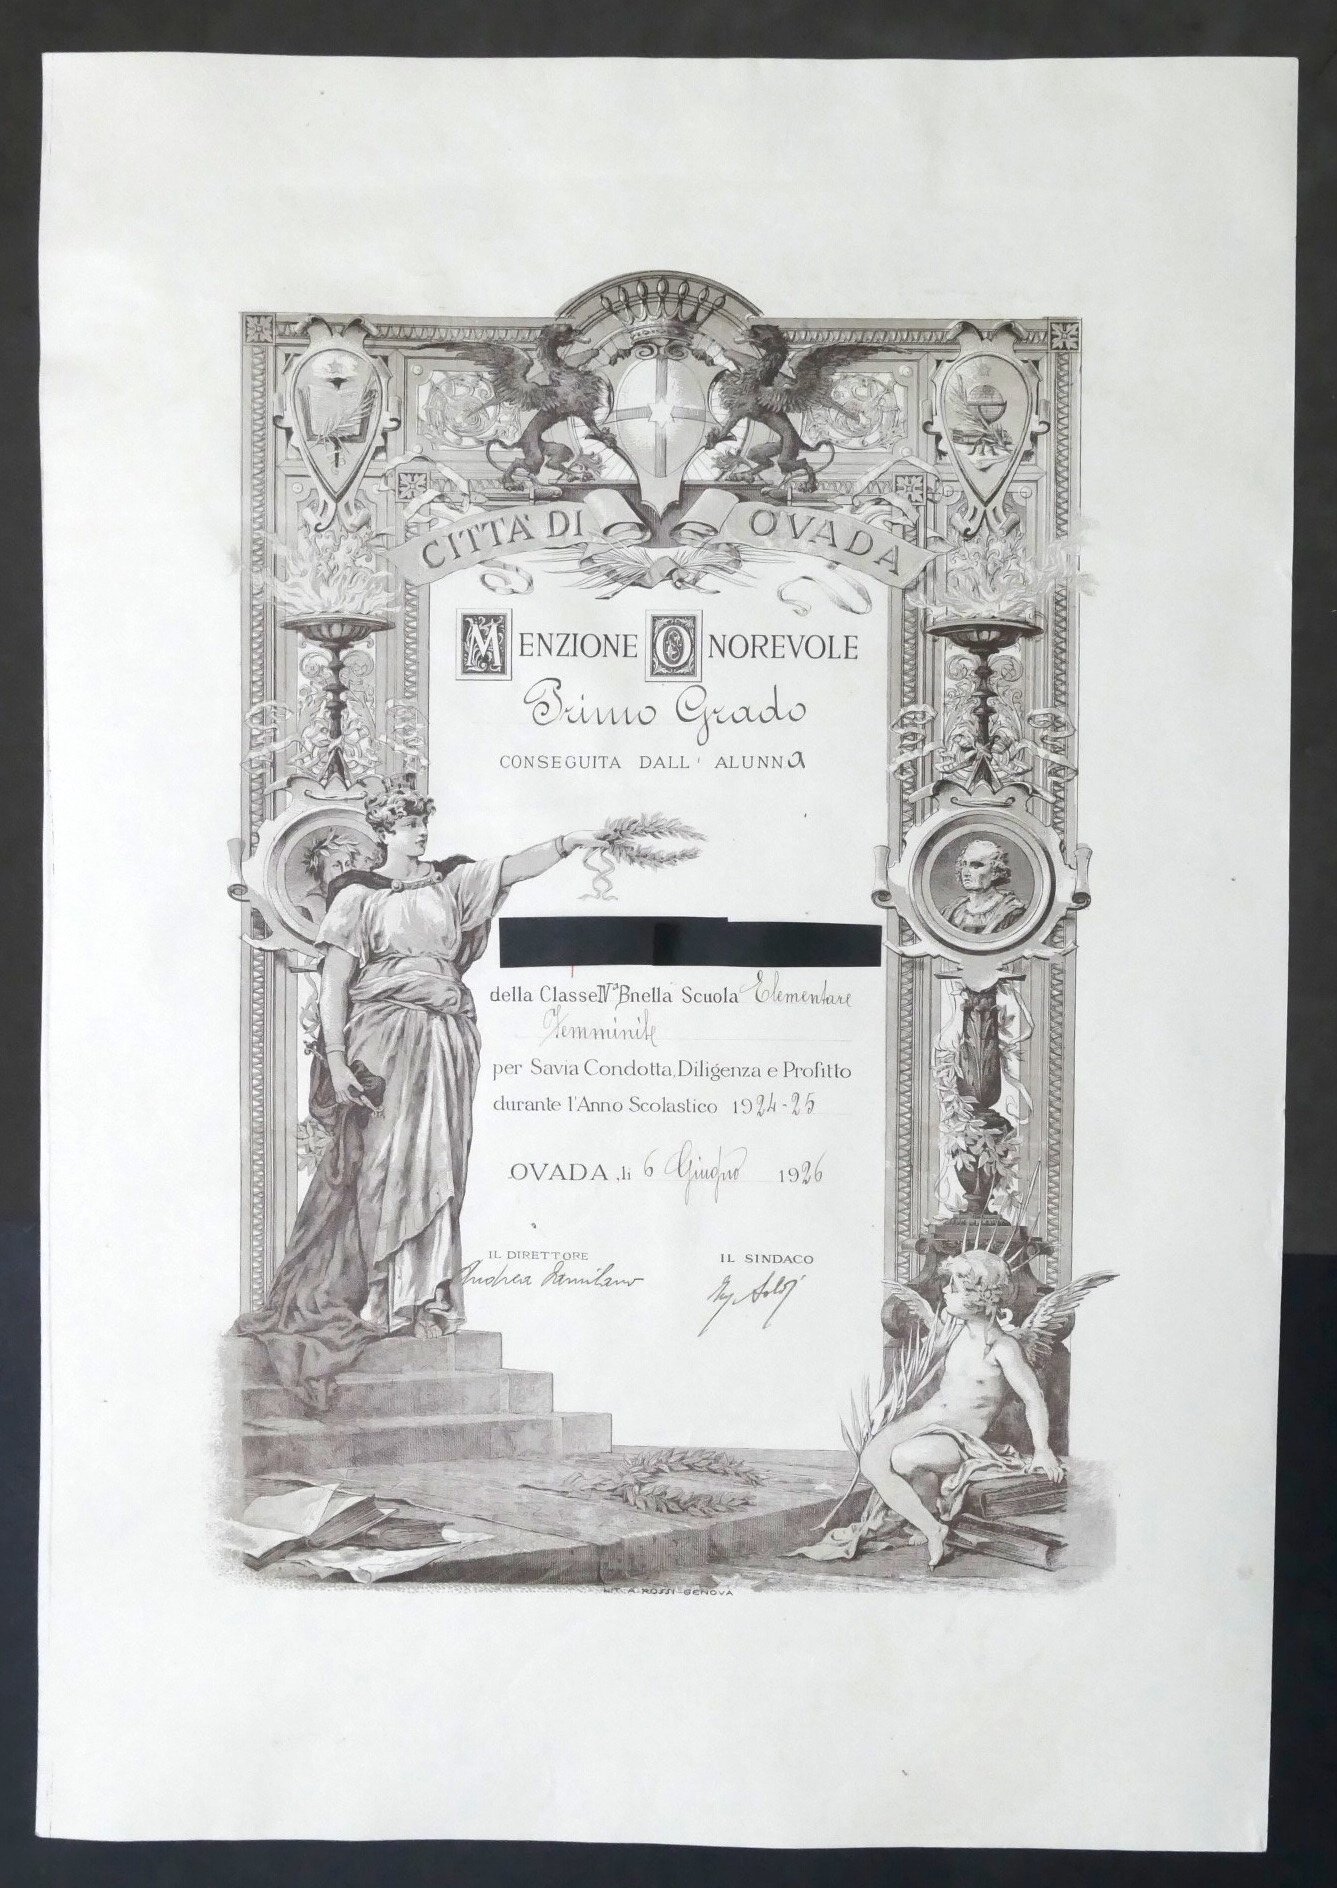 CITTÀ DI OVADA
MENZIONE ONOREVOLE
Primo Grado
CONSEGUITA DALL' ALUNNA
della Classe IVª B nella Scuola Elementare
Femminile
per Savia Condotta, Diligenza e Profitto
durante l'Anno Scolastico 1924-25
OVADA, li 6 Giugno 1926
IL DIRETTORE
IL SINDACO
Andrea
LIT. A. ROSSI-GENOVA